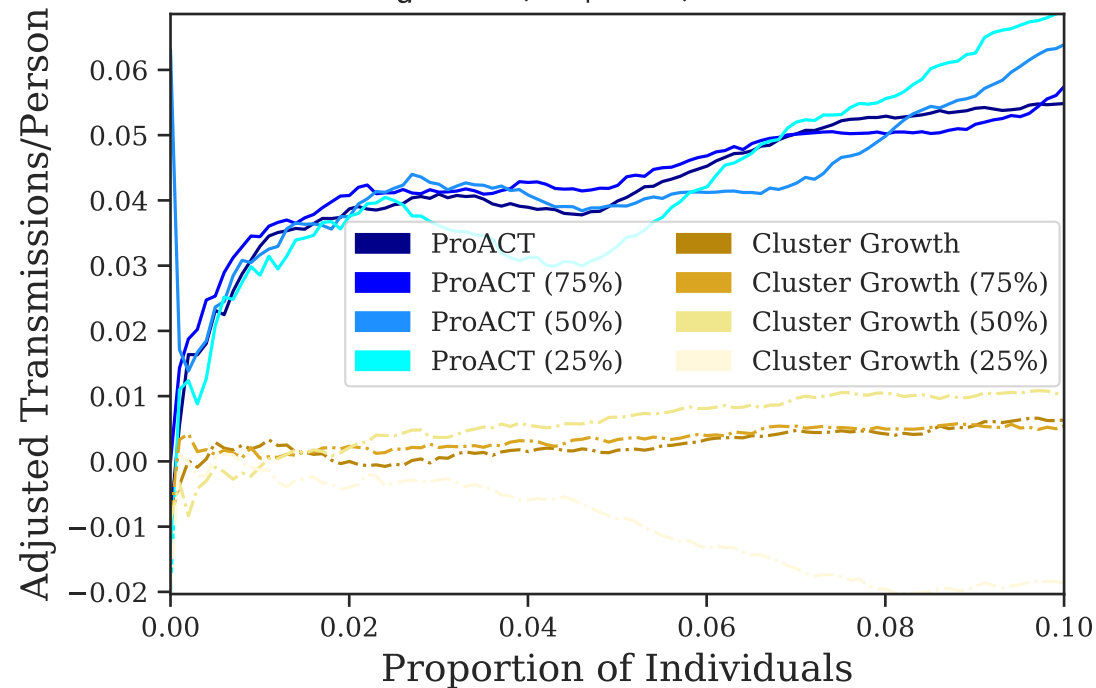 0.06
0.05
0.04
0.03
0.02
0.01
0.00
−0.01
−0.02
Adjusted Transmissions/Person
ProACT
ProACT (75%)
ProACT (50%)
ProACT (25%)
Cluster Growth
Cluster Growth (75%)
Cluster Growth (50%)
Cluster Growth (25%)
0.00 0.02 0.04 0.06 0.08 0.10
Proportion of Individuals